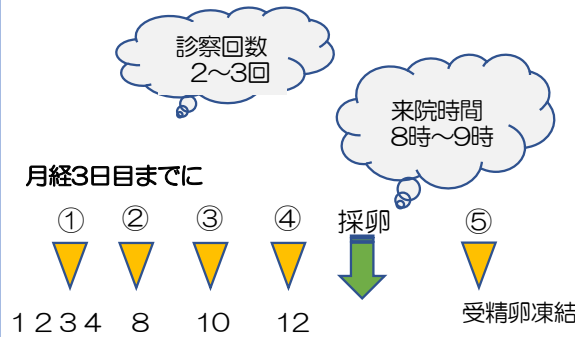 診察回数
2～3回
来院時間
8時～9時
月経3日目までに
① ② ③ ④ 採卵 ⑤
1 2 3 4 8 10 12 受精卵凍結